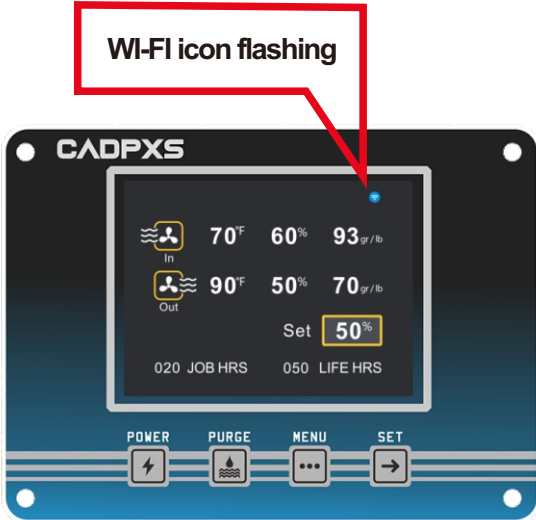 WI-FI icon flashing
CADPXS
70°F 60% 93gr/lb
In
90°F 50% 70gr/lb
Out
Set 50%
020 JOB HRS 050 LIFE HRS
POWER PURGE MENU SET